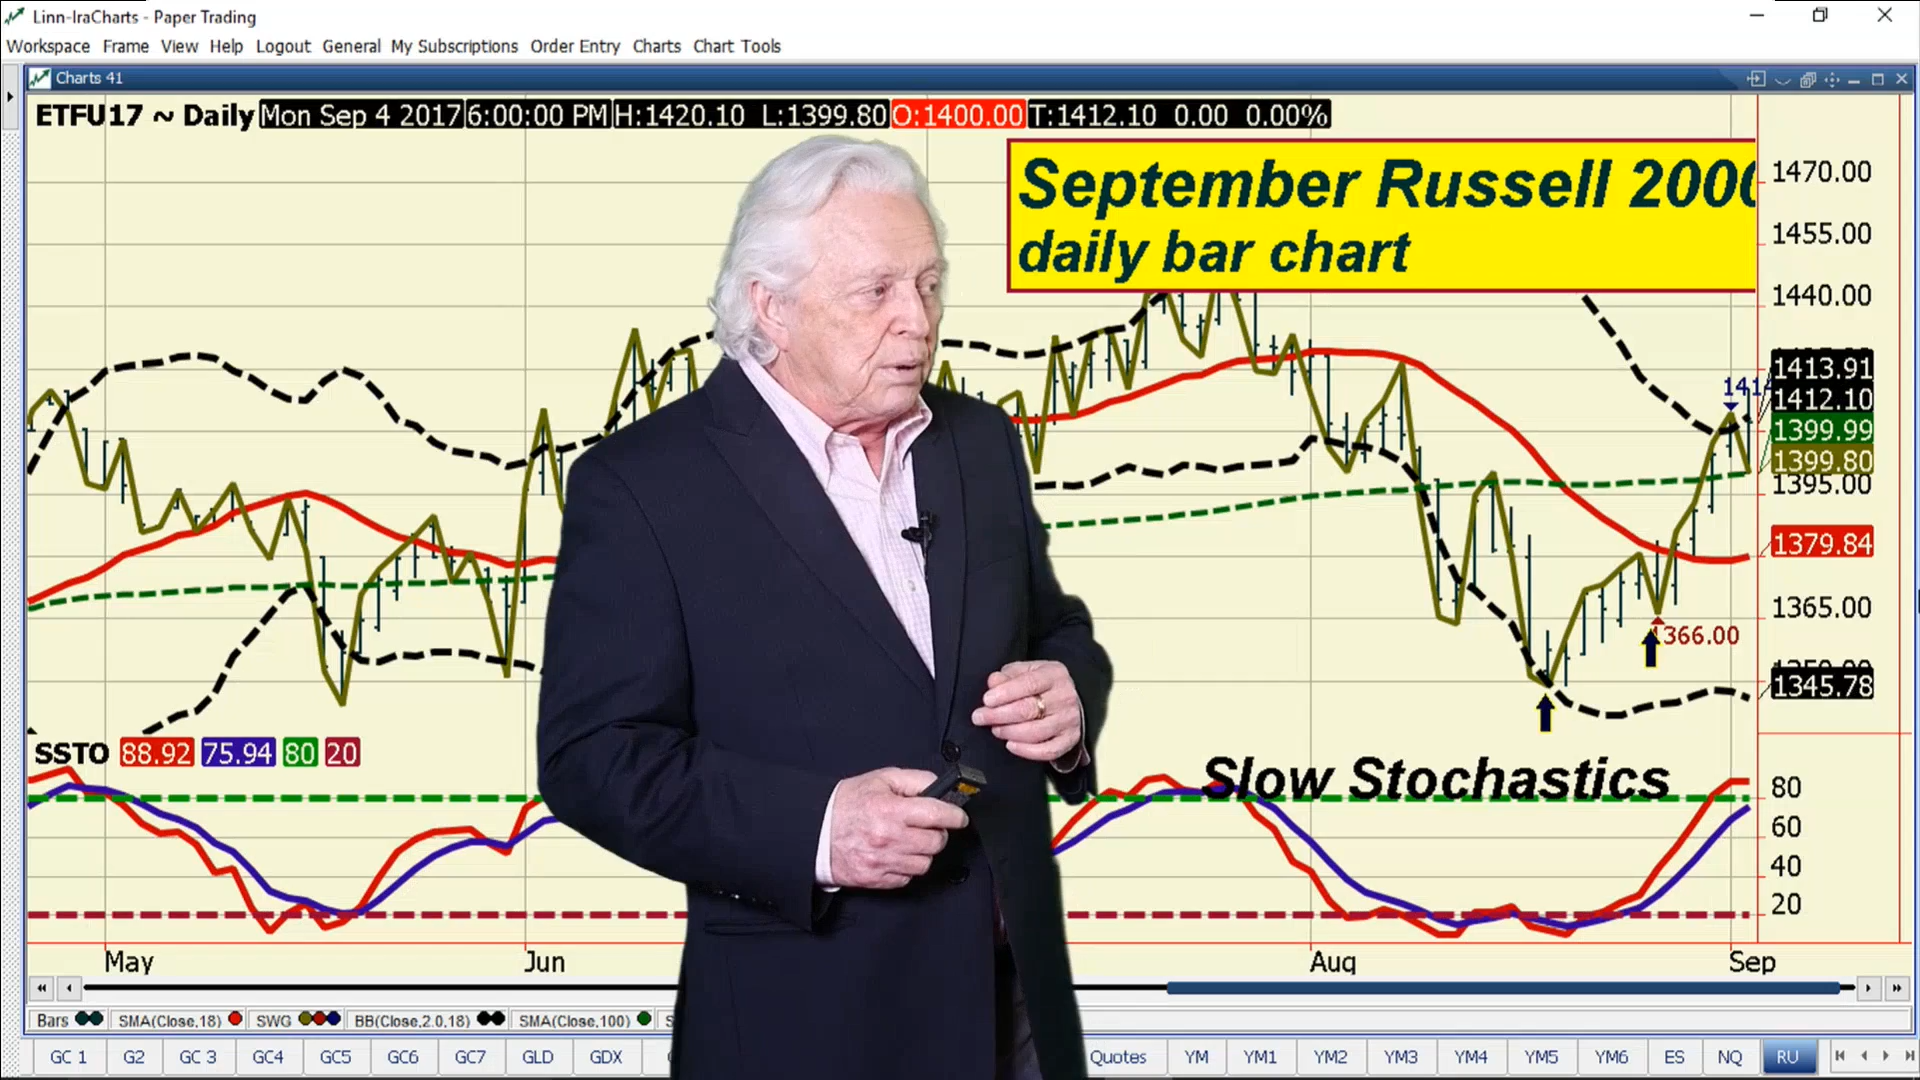 Linn-IraCharts - Paper Trading
Workspace Frame View Help Logout General My Subscriptions Order Entry Charts Chart Tools
Charts 41
ETFU17 ~ Daily Mon Sep 4 2017 6:00:00 PM H:1420.10 L:1399.80 O:1400.00 T:1412.10 0.00 0.00%
September Russell 2000
daily bar chart
1470.00
1455.00
1440.00
1413.91
1412.10
1399.99
1399.80
1395.00
1379.84
1365.00
1366.00
1345.78
SSTO 88.92 75.94 80 20
Slow Stochastics
80
60
40
20
May Jun Aug Sep
Bars SMA(Close,18) SWG BB(Close,2.0,18) SMA(Close,100)
GC 1 G2 GC 3 GC4 GC5 GC6 GC7 GLD GDX Quotes YM YM1 YM2 YM3 YM4 YM5 YM6 ES NQ RU